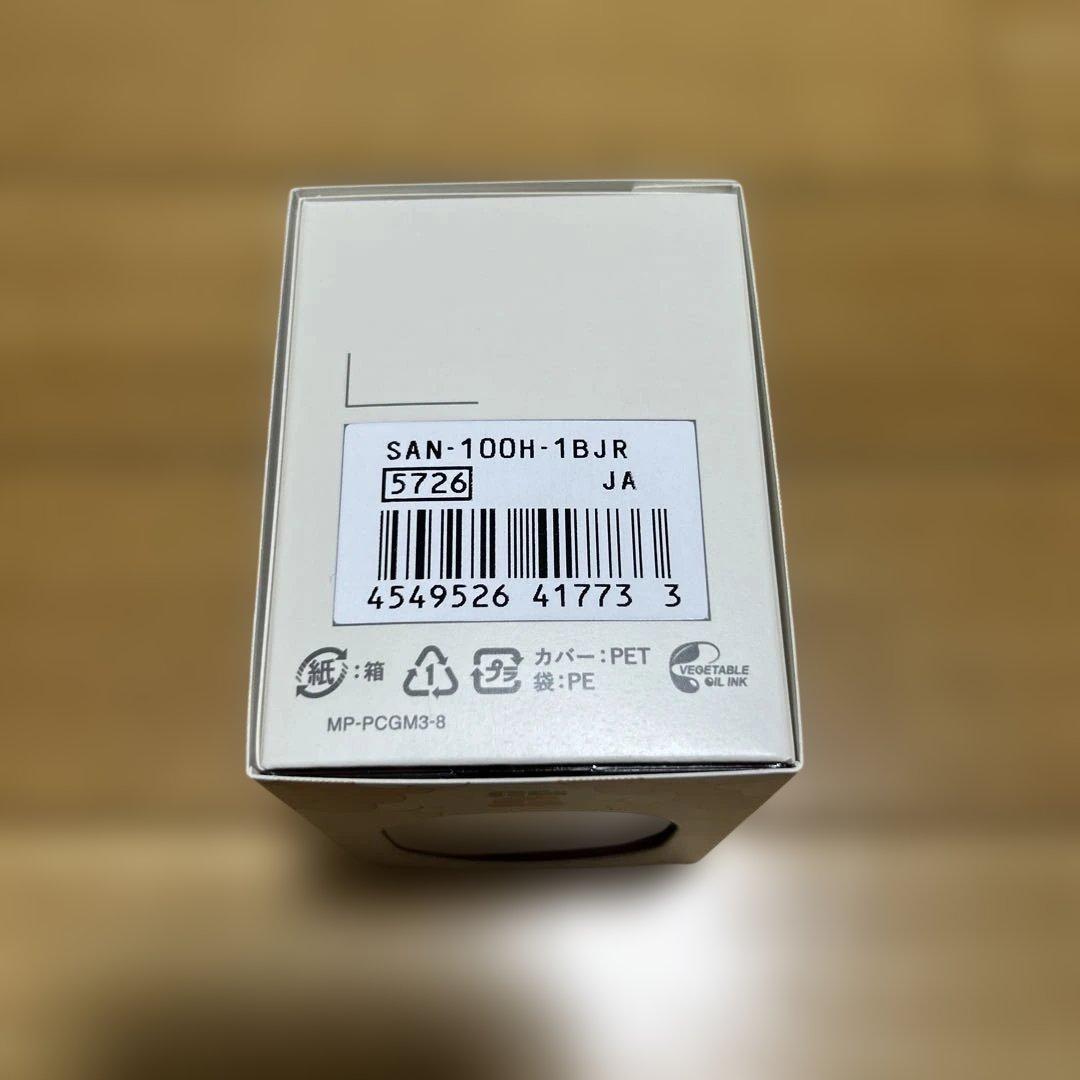 SAN-100H-1BJR
5726 JA
4549526 41773 3
紙:箱 1 プラ カバー:PET
袋:PE
VEGETABLE
OIL INK
MP-PCGM3-8